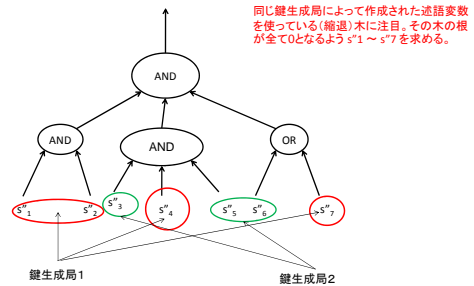 同じ鍵生成局によって作成された述語変数
を使っている(縮退)木に注目。その木の根
が全て0となるよう s″1 ～ s″7 を求める。
AND
AND
AND
OR
s″1
s″2
s″3
s″4
s″5
s″6
s″7
鍵生成局1
鍵生成局2